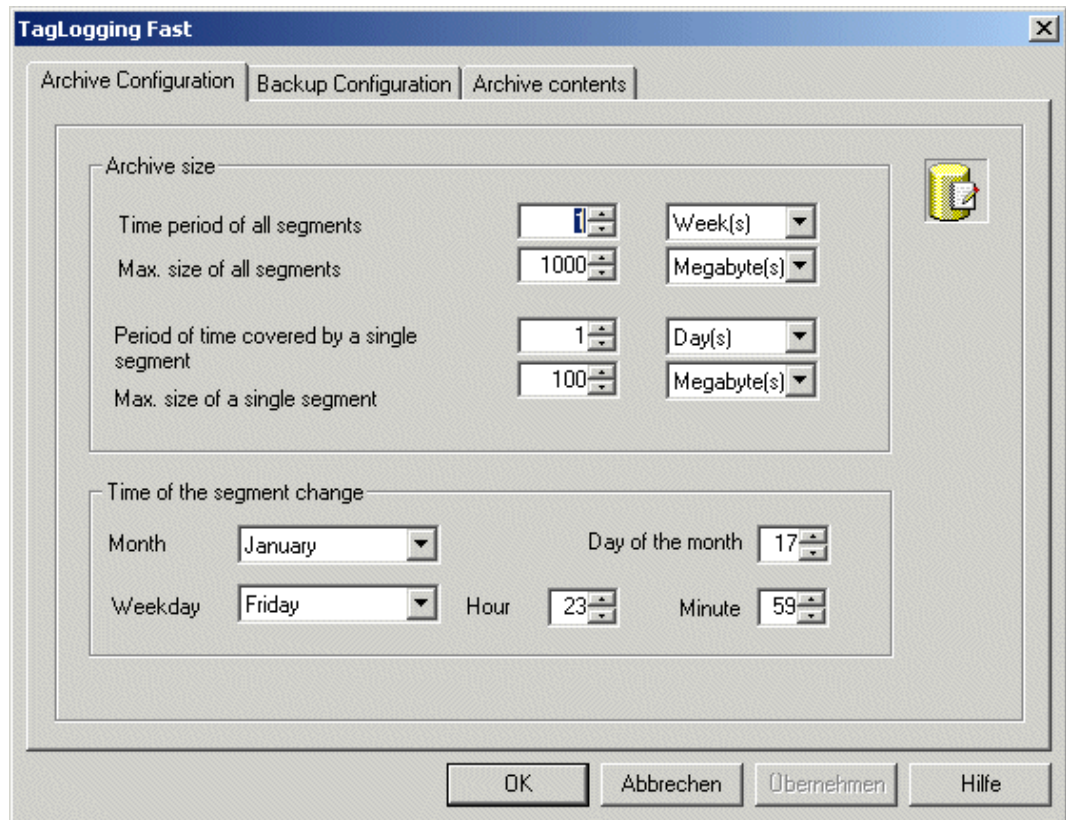 TagLogging Fast
Archive Configuration Backup Configuration Archive contents
Archive size
Time period of all segments 1 Week(s)
Max. size of all segments 1000 Megabyte(s)
Period of time covered by a single
segment 1 Day(s)
Max. size of a single segment 100 Megabyte(s)
Time of the segment change
Month January Day of the month 17
Weekday Friday Hour 23 Minute 59
OK Abbrechen Übernehmen Hilfe